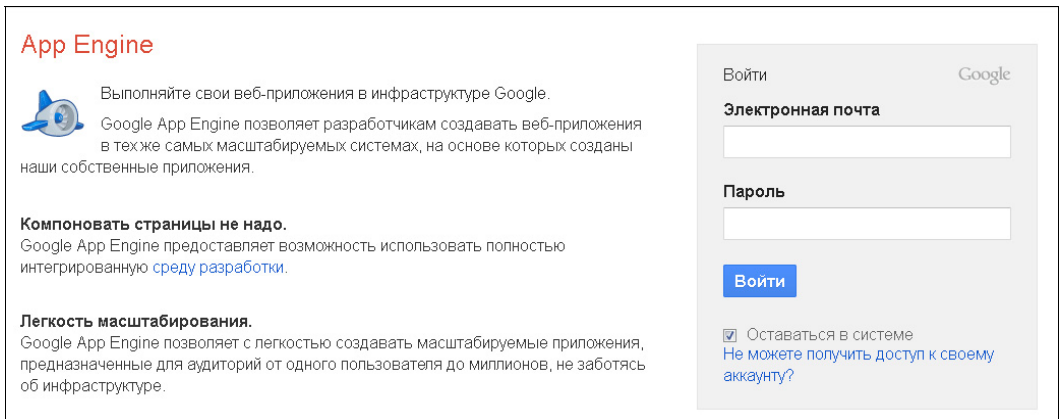 App Engine
Выполняйте свои веб-приложения в инфраструктуре Google.
Google App Engine позволяет разработчикам создавать веб-приложения
в тех же самых масштабируемых системах, на основе которых созданы
наши собственные приложения.
Компоновать страницы не надо.
Google App Engine предоставляет возможность использовать полностью
интегрированную среду разработки.
Легкость масштабирования.
Google App Engine позволяет с легкостью создавать масштабируемые приложения,
предназначенные для аудиторий от одного пользователя до миллионов, не заботясь
об инфраструктуре.
Войти Google
Электронная почта
Пароль
Войти
Оставаться в системе
Не можете получить доступ к своему
аккаунту?